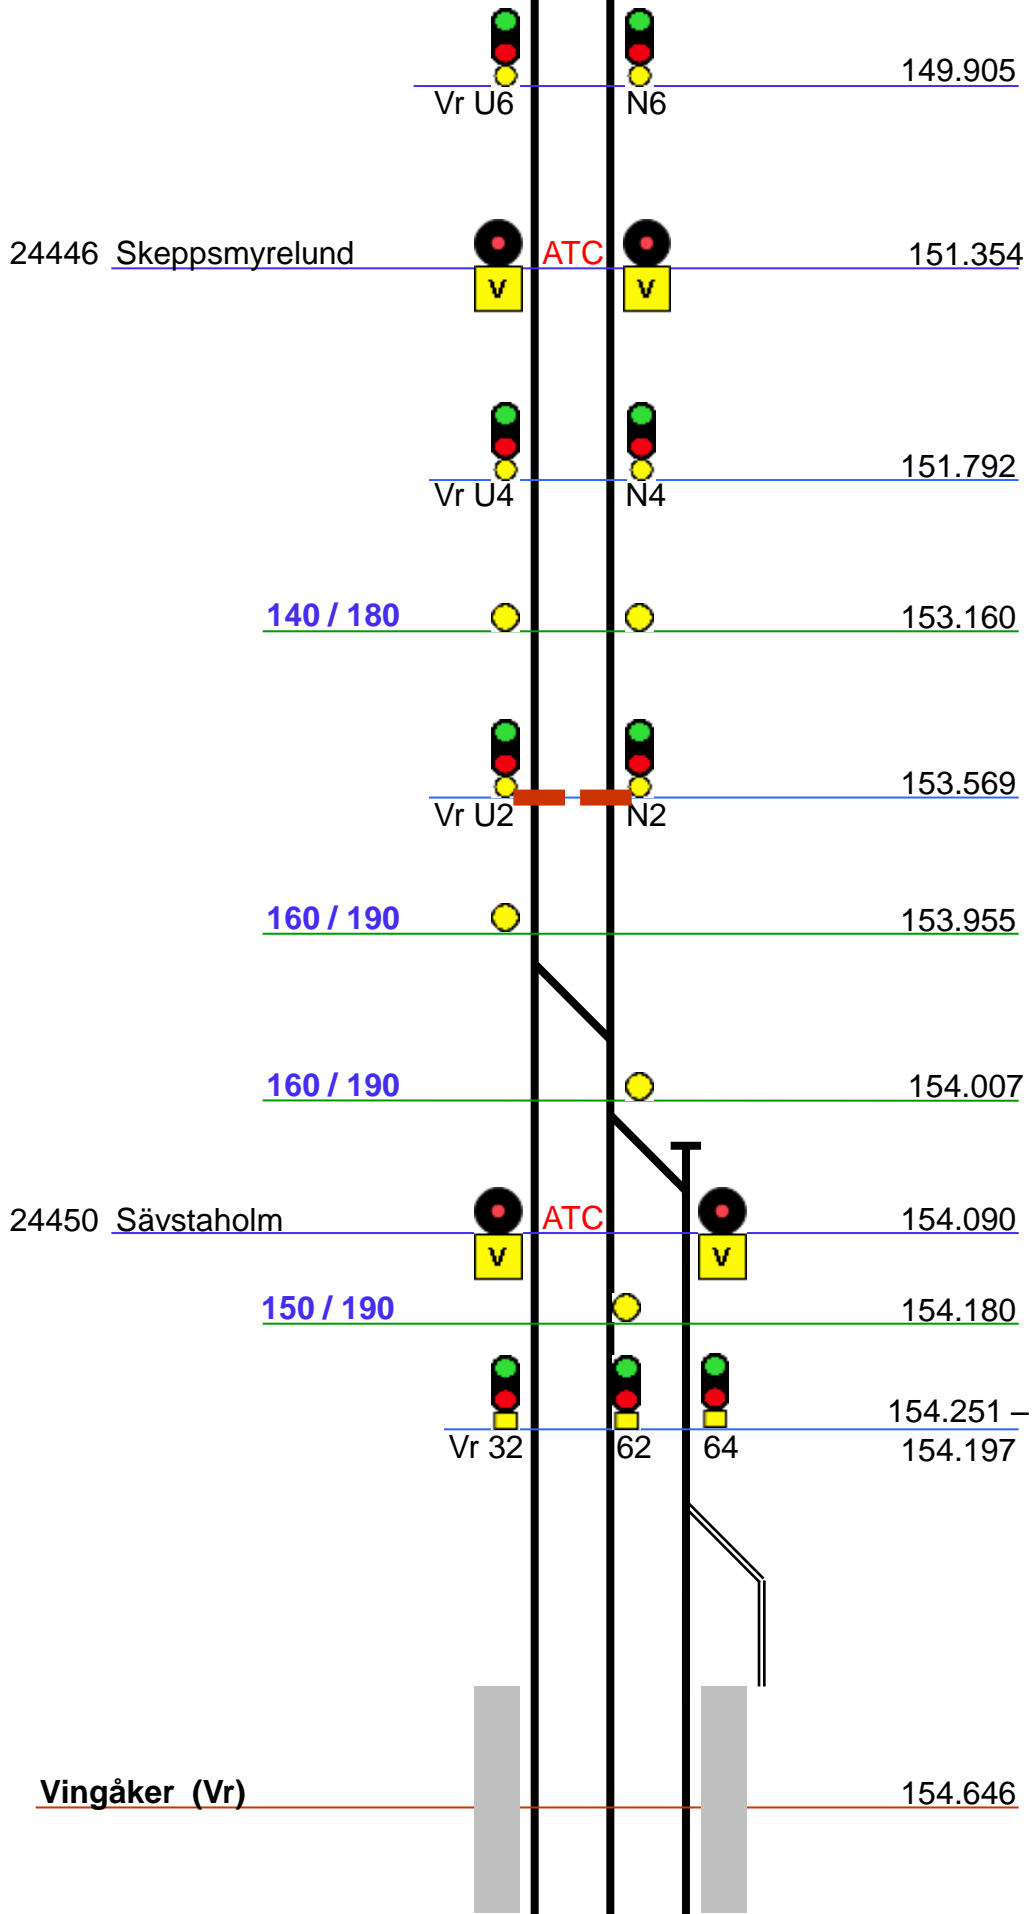 149.905
Vr U6 N6
24446 Skeppsmyrelund ATC 151.354
V V
151.792
Vr U4 N4
140 / 180 153.160
153.569
Vr U2 N2
160 / 190 153.955
160 / 190 154.007
24450 Sävstaholm ATC 154.090
V V
150 / 190 154.180
154.251 –
Vr 32 62 64 154.197
Vingåker (Vr) 154.646